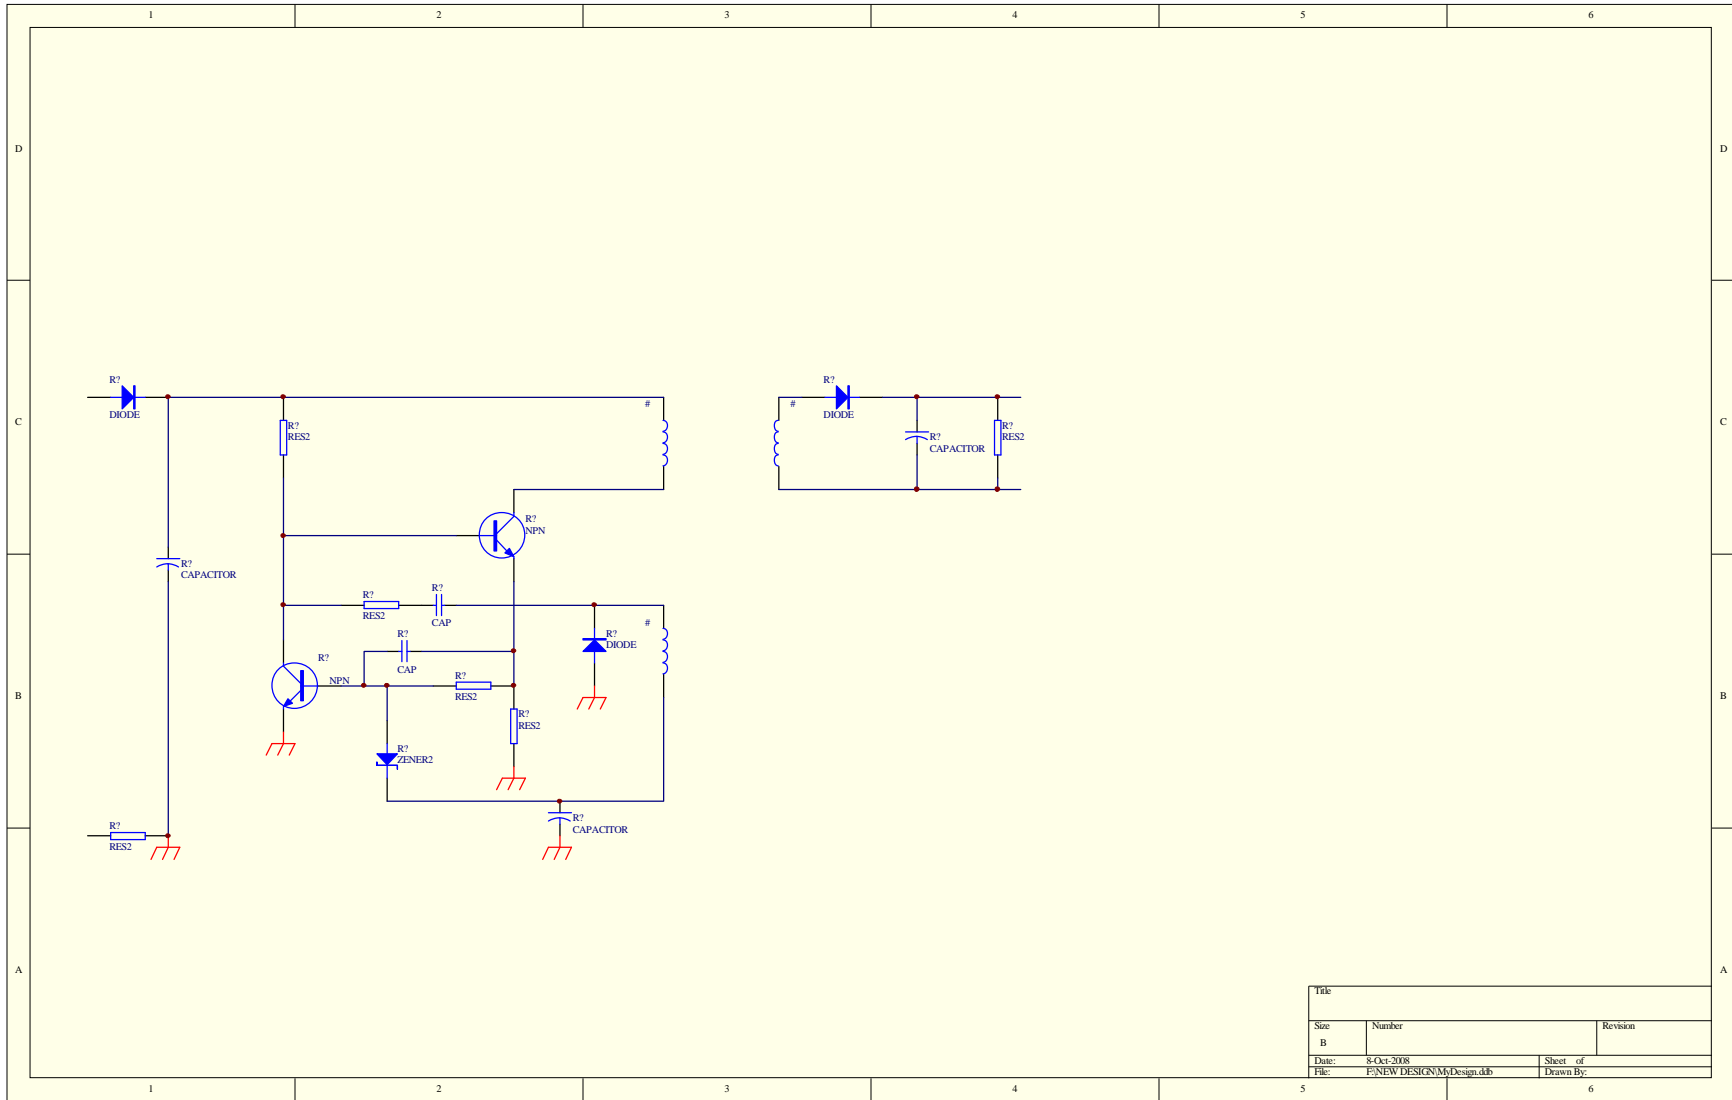 1 2 3 4 5 6
D D
R?
DIODE
#
#
R?
DIODE
C C
R?
RES2
R?
CAPACITOR
R?
RES2
R?
NPN
R?
CAPACITOR
R?
RES2
R?
CAP
R?
CAP
#
R?
DIODE
R?
NPN
R?
RES2
B B
R?
RES2
R?
ZENER2
R?
CAPACITOR
R?
RES2
A A
Title
Size Number Revision
B
Date: 8-Oct-2008 Sheet of
File: F:\NEW DESIGN\MyDesign.ddb Drawn By:
1 2 3 4 5 6